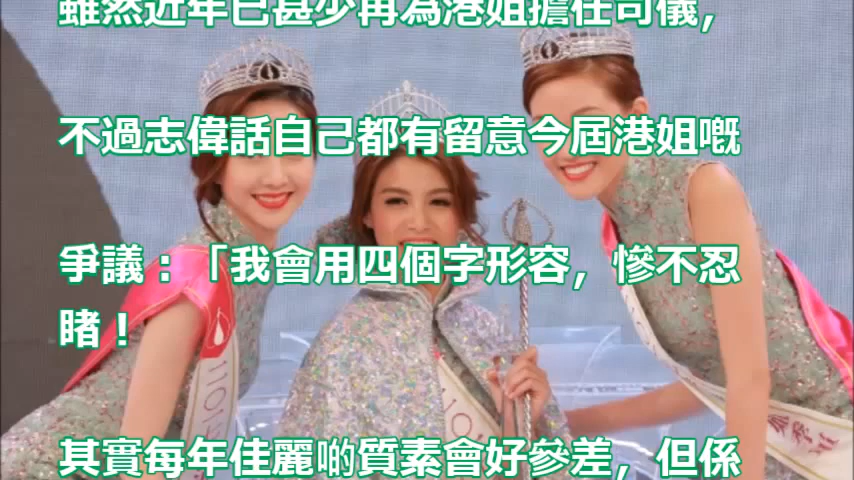 雖然近年已甚少再為港姐擔任司儀，
不過志偉話自己都有留意今屆港姐嘅
爭議：「我會用四個字形容，慘不忍
睹！
其實每年佳麗啲質素會好參差，但係